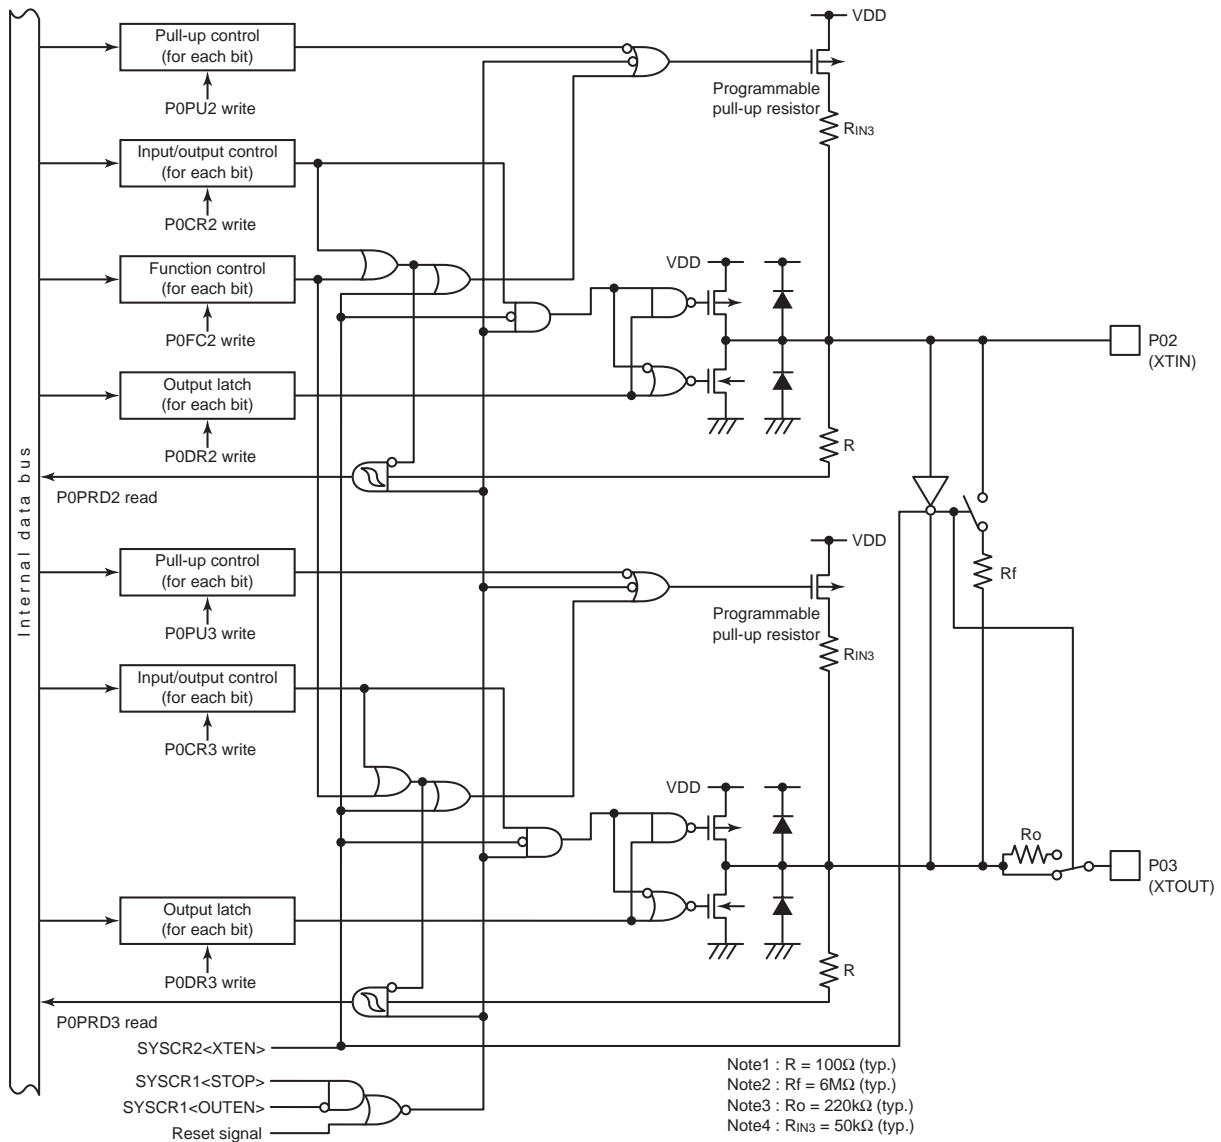 VDD
Pull-up control
(for each bit)
P0PU2 write
Programmable
pull-up resistor
RIN3
Input/output control
(for each bit)
P0CR2 write
Function control
(for each bit)
P0FC2 write
VDD
P02
(XTIN)
Output latch
(for each bit)
P0DR2 write
R
P0PRD2 read
Internal data bus
VDD
Pull-up control
(for each bit)
P0PU3 write
Rf
Programmable
pull-up resistor
RIN3
Input/output control
(for each bit)
P0CR3 write
VDD
Ro
P03
(XTOUT)
Output latch
(for each bit)
P0DR3 write
R
P0PRD3 read
SYSCR2<XTEN>
SYSCR1<STOP>
SYSCR1<OUTEN>
Reset signal
Note1 : R = 100Ω (typ.)
Note2 : Rf = 6MΩ (typ.)
Note3 : Ro = 220kΩ (typ.)
Note4 : RIN3 = 50kΩ (typ.)